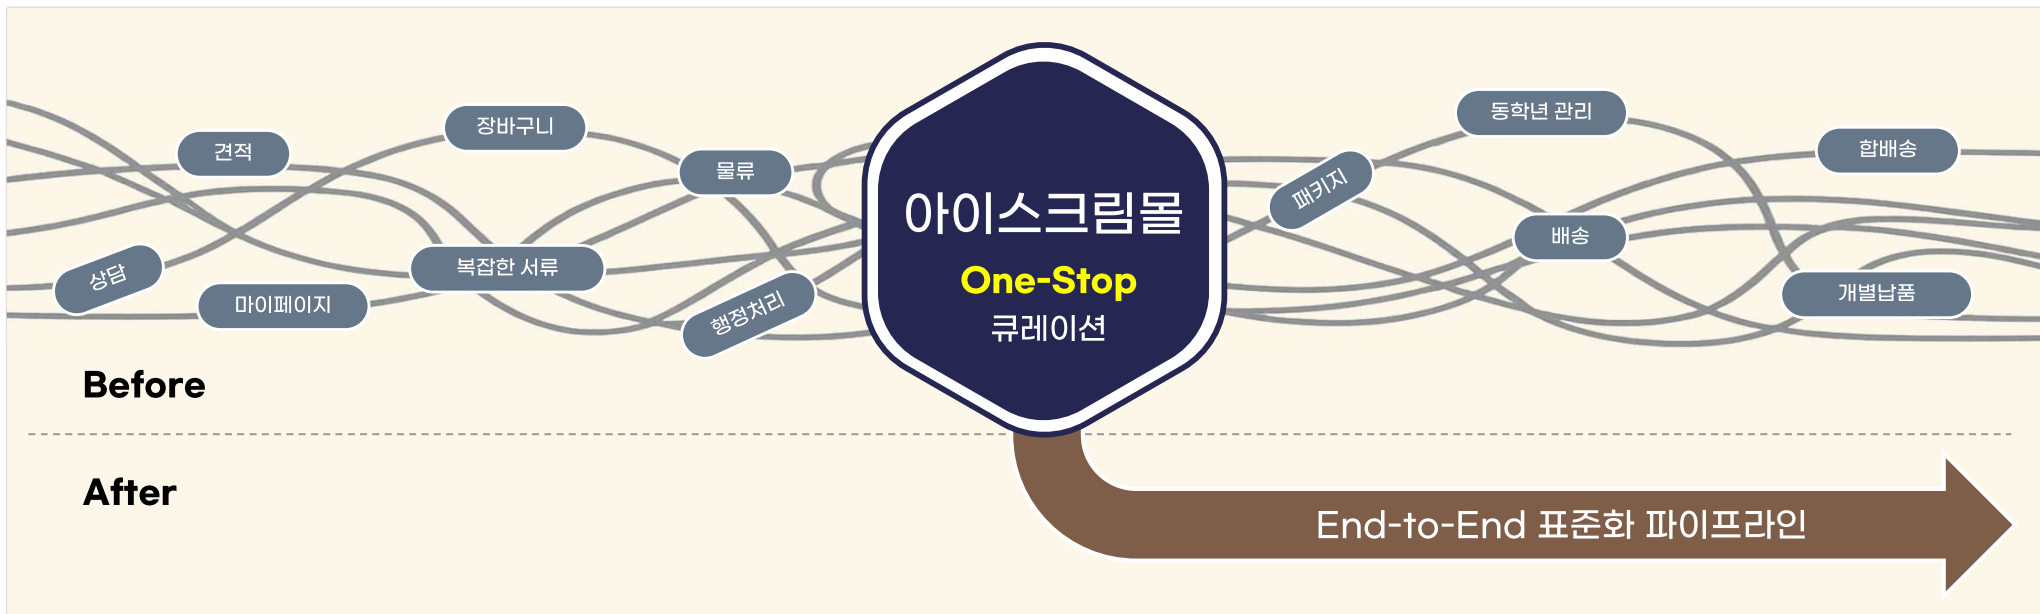 견적
장바구니
물류
상담
복잡한 서류
마이페이지
행정처리
아이스크림몰
One-Stop
큐레이션
동학년 관리
합배송
패키지
배송
개별납품
Before
After
End-to-End 표준화 파이프라인